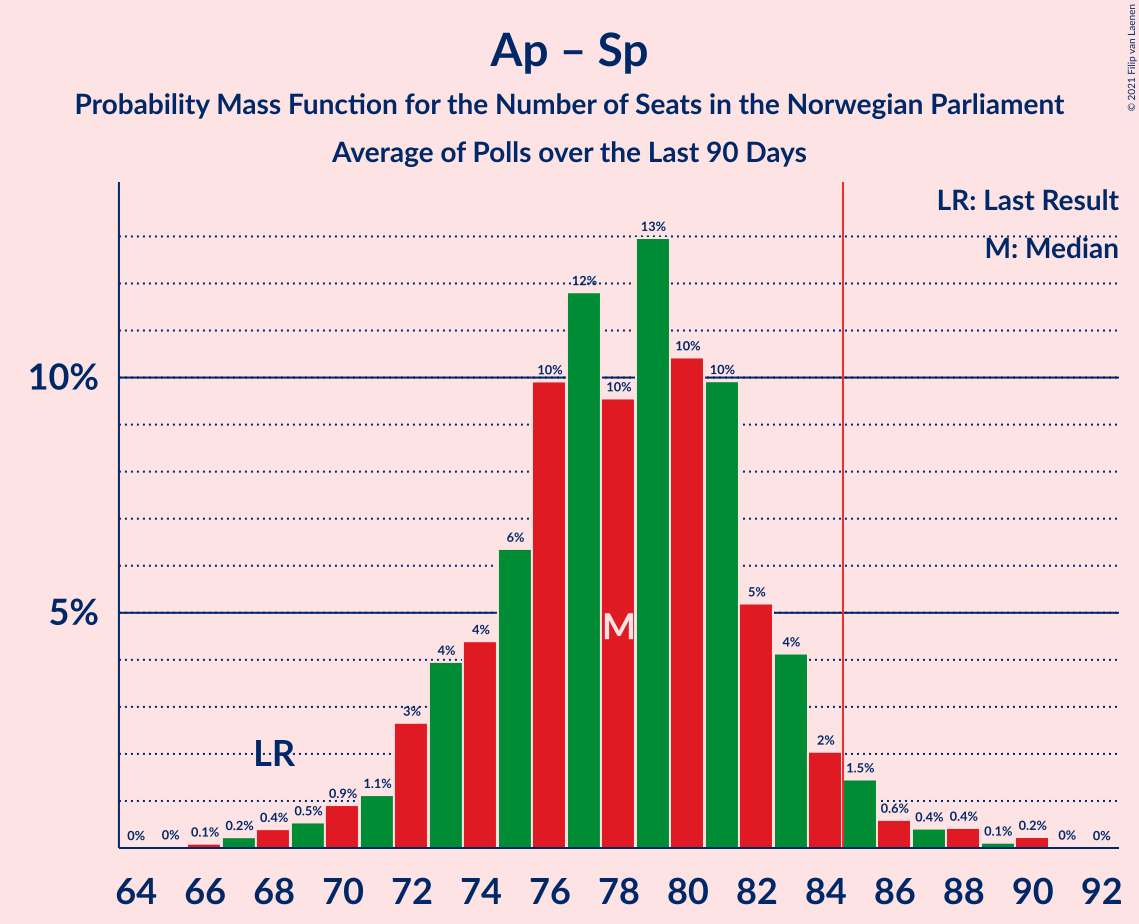 © 2021 Filip van Laenen
Ap – Sp
Probability Mass Function for the Number of Seats in the Norwegian Parliament
Average of Polls over the Last 90 Days
LR: Last Result
M: Median
10%
5%
0% 0% 0.1% 0.2% 0.4% 0.5% 0.9% 1.1% 3% 4% 4% 6% 10% 12% 10% 13% 10% 10% 5% 4% 2% 1.5% 0.6% 0.4% 0.4% 0.1% 0.2% 0% 0%
LR
M
64 66 68 70 72 74 76 78 80 82 84 86 88 90 92